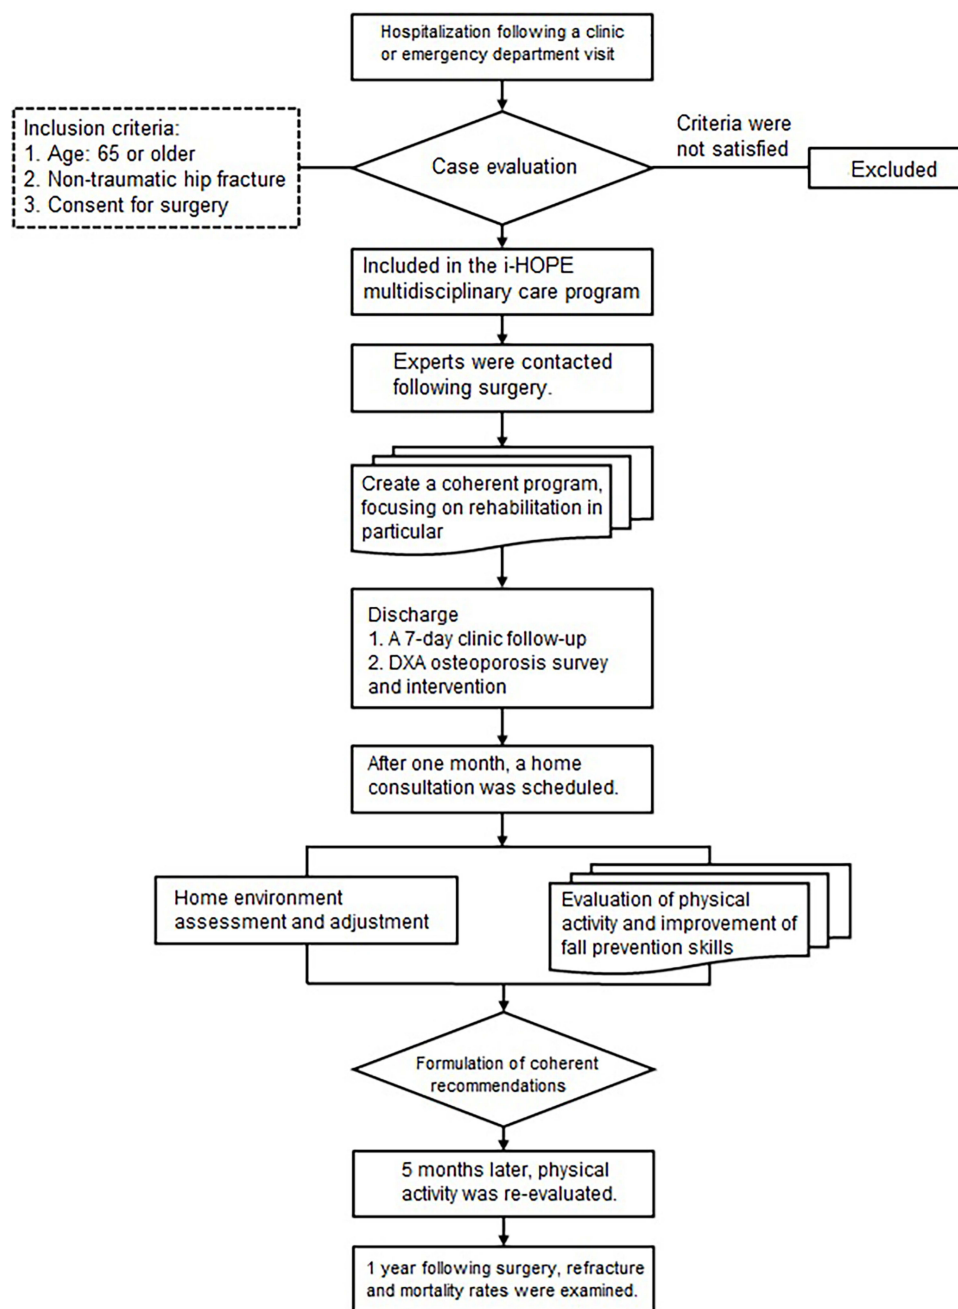 Hospitalization following a clinic
or emergency department visit
Inclusion criteria:
1. Age: 65 or older
2. Non-traumatic hip fracture
3. Consent for surgery
Case evaluation
Criteria were
not satisfied
Excluded
Included in the i-HOPE
multidisciplinary care program
Experts were contacted
following surgery.
Create a coherent program,
focusing on rehabilitation in
particular
Discharge
1. A 7-day clinic follow-up
2. DXA osteoporosis survey
and intervention
After one month, a home
consultation was scheduled.
Home environment
assessment and adjustment
Evaluation of physical
activity and improvement of
fall prevention skills
Formulation of coherent
recommendations
5 months later, physical
activity was re-evaluated.
1 year following surgery, refracture
and mortality rates were examined.